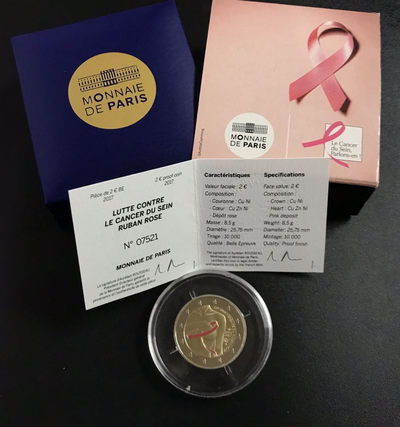 MONNAIE
DE PARIS
MONNAIE
DE PARIS
Le Cancer
du Sein,
Parlons-en !
Pièce de 2 € BE
2017
2 € proof coin
2017
LUTTE CONTRE
LE CANCER DU SEIN
RUBAN ROSE
N° 07521
MONNAIE DE PARIS
Caractéristiques
Valeur faciale : 2 €
Composition :
- Couronne : Cu Ni
- Cœur : Cu Zn Ni
- Dépôt rose
Masse : 8,5 g
Diamètre : 25,75 mm
Tirage : 10.000
Qualité : Belle Epreuve
Specifications
Face value: 2 €
Composition :
- Crown : Cu Ni
- Heart : Cu Zn Ni
- Pink deposit
Weight: 8,5 g
Diameter: 25,75 mm
Mintage: 10,000
Quality: Proof finish